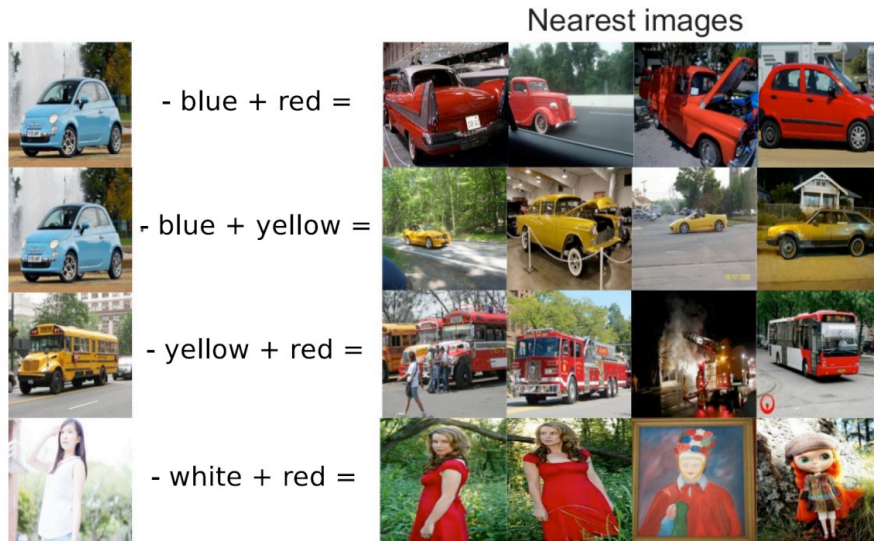 Nearest images
- blue + red =
- blue + yellow =
- yellow + red =
- white + red =